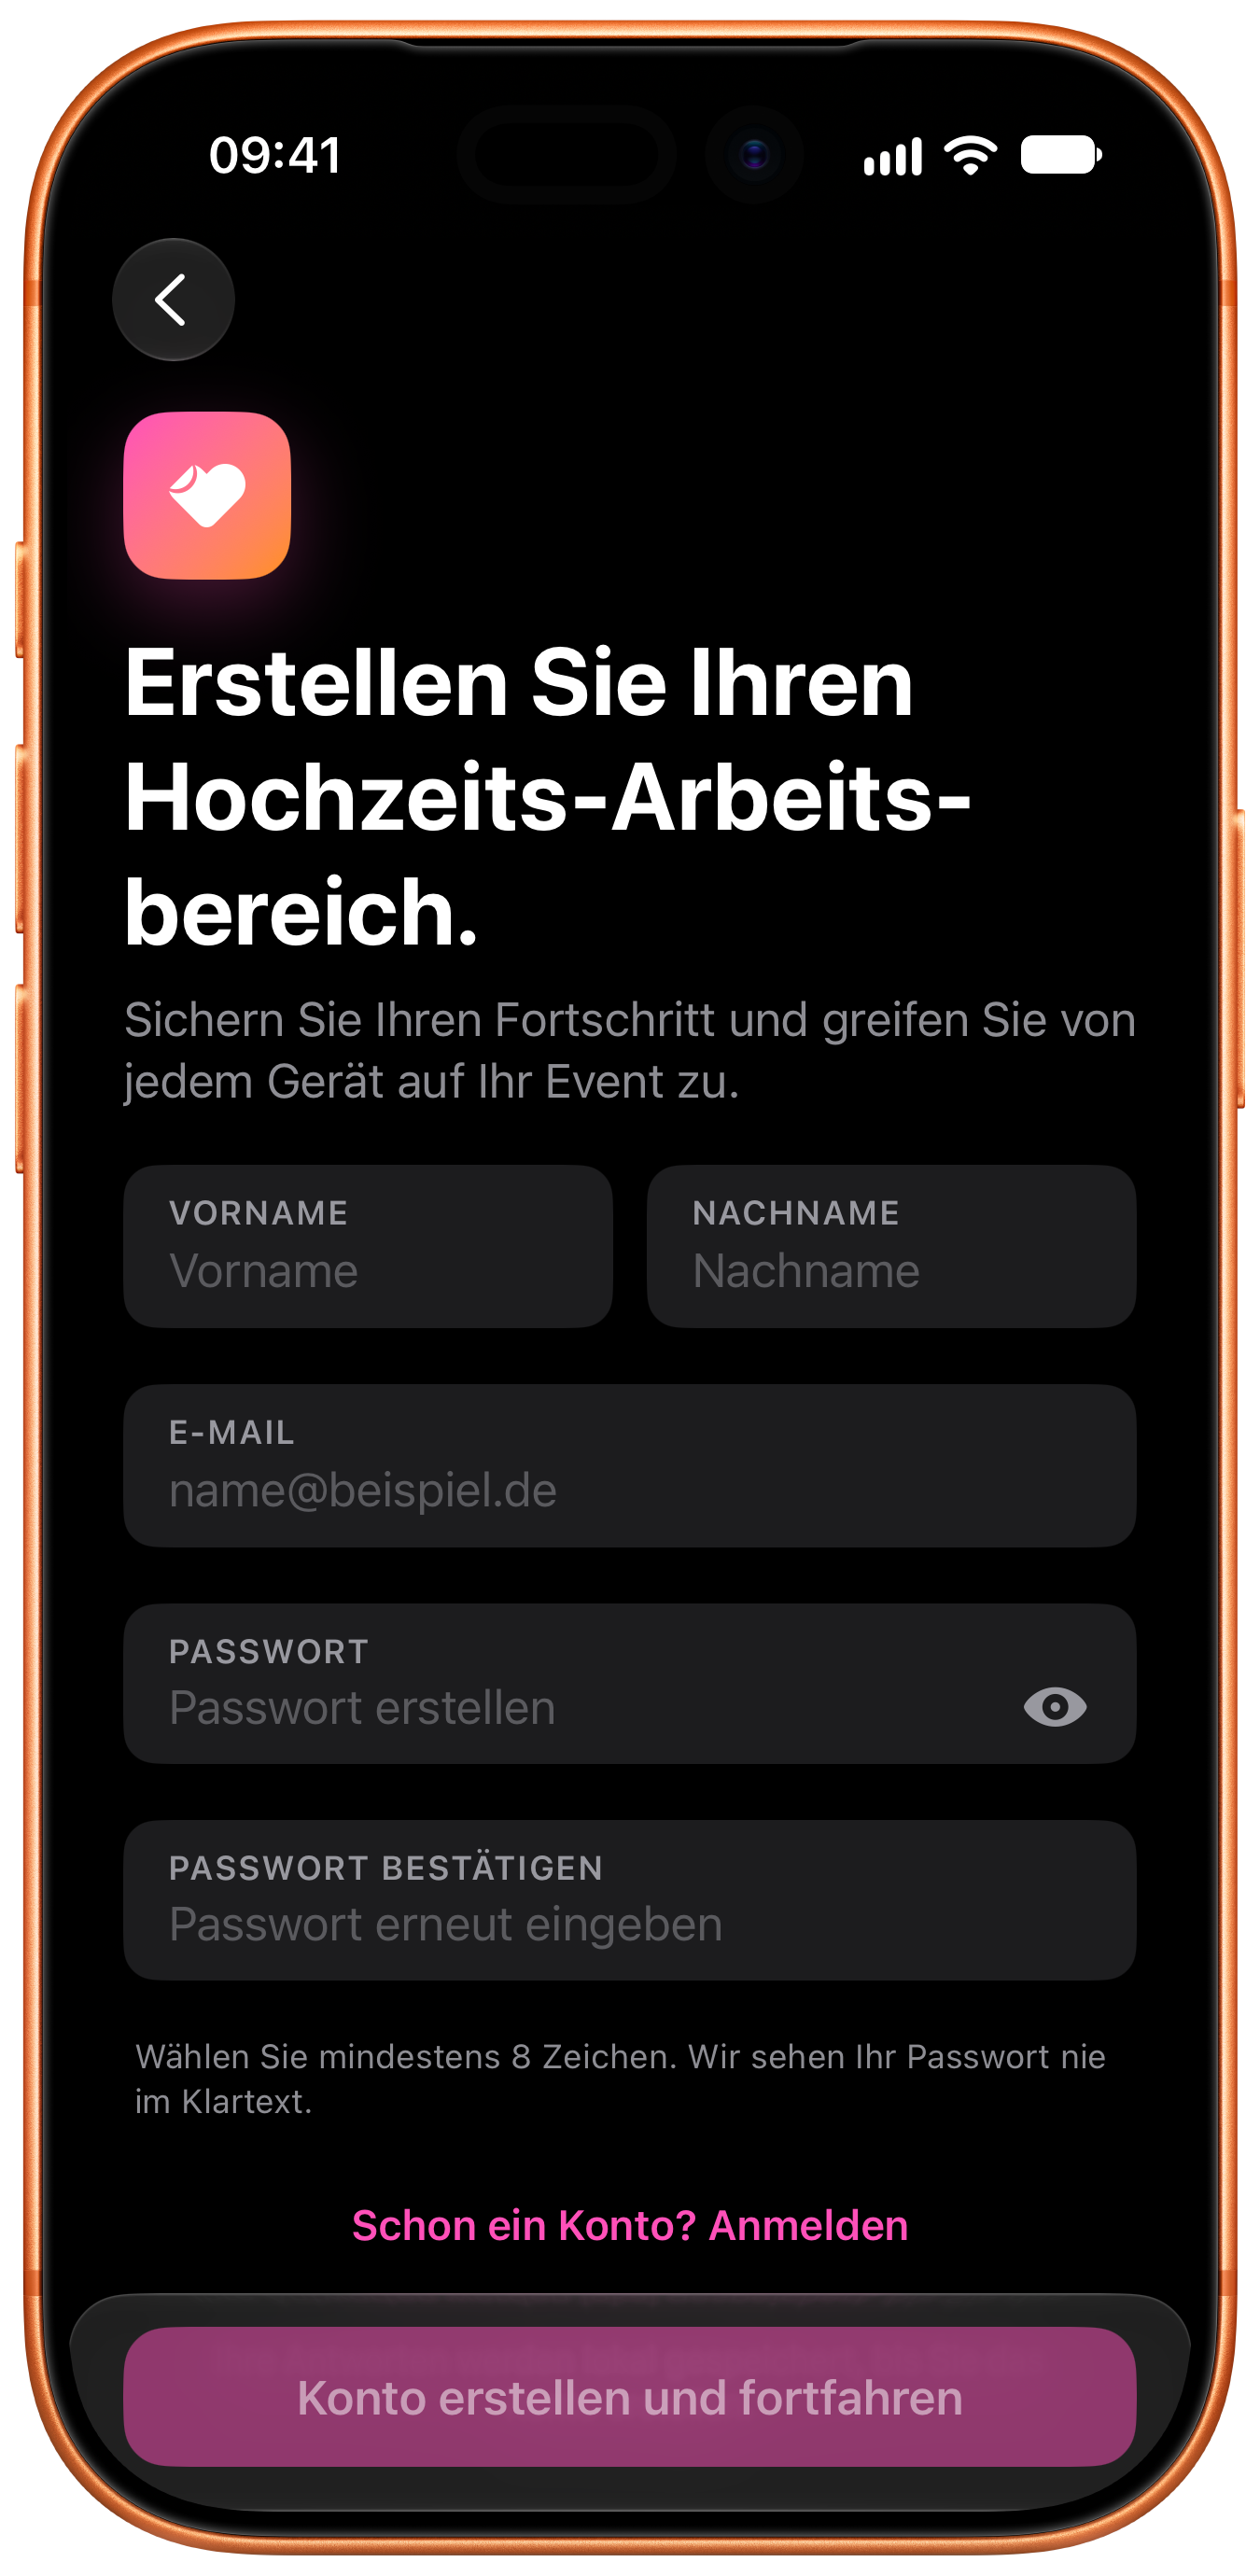 09:41
Erstellen Sie Ihren
Hochzeits-Arbeits-
bereich.
Sichern Sie Ihren Fortschritt und greifen Sie von
jedem Gerät auf Ihr Event zu.
VORNAME
Vorname
NACHNAME
Nachname
E-MAIL
name@beispiel.de
PASSWORT
Passwort erstellen
PASSWORT BESTÄTIGEN
Passwort erneut eingeben
Wählen Sie mindestens 8 Zeichen. Wir sehen Ihr Passwort nie
im Klartext.
Schon ein Konto? Anmelden
Konto erstellen und fortfahren